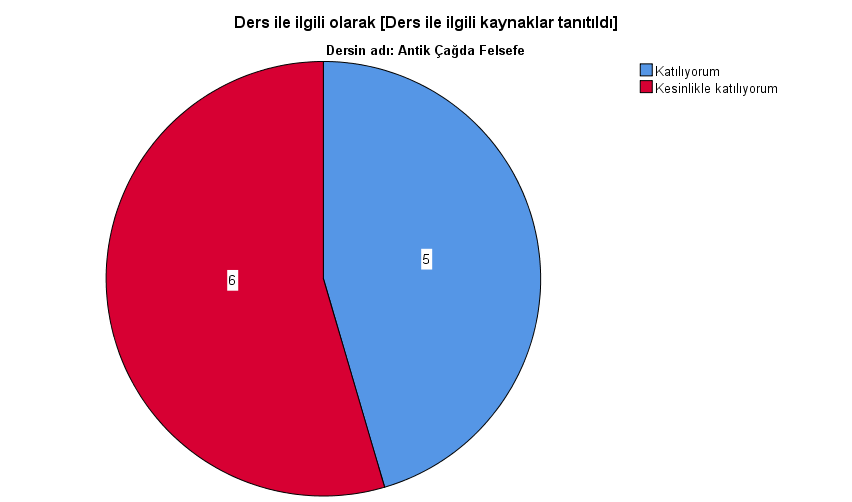 Ders ile ilgili olarak [Ders ile ilgili kaynaklar tanıtıldı]
Dersin adı: Antik Çağda Felsefe
Katılıyorum
Kesinlikle katılıyorum
5
6